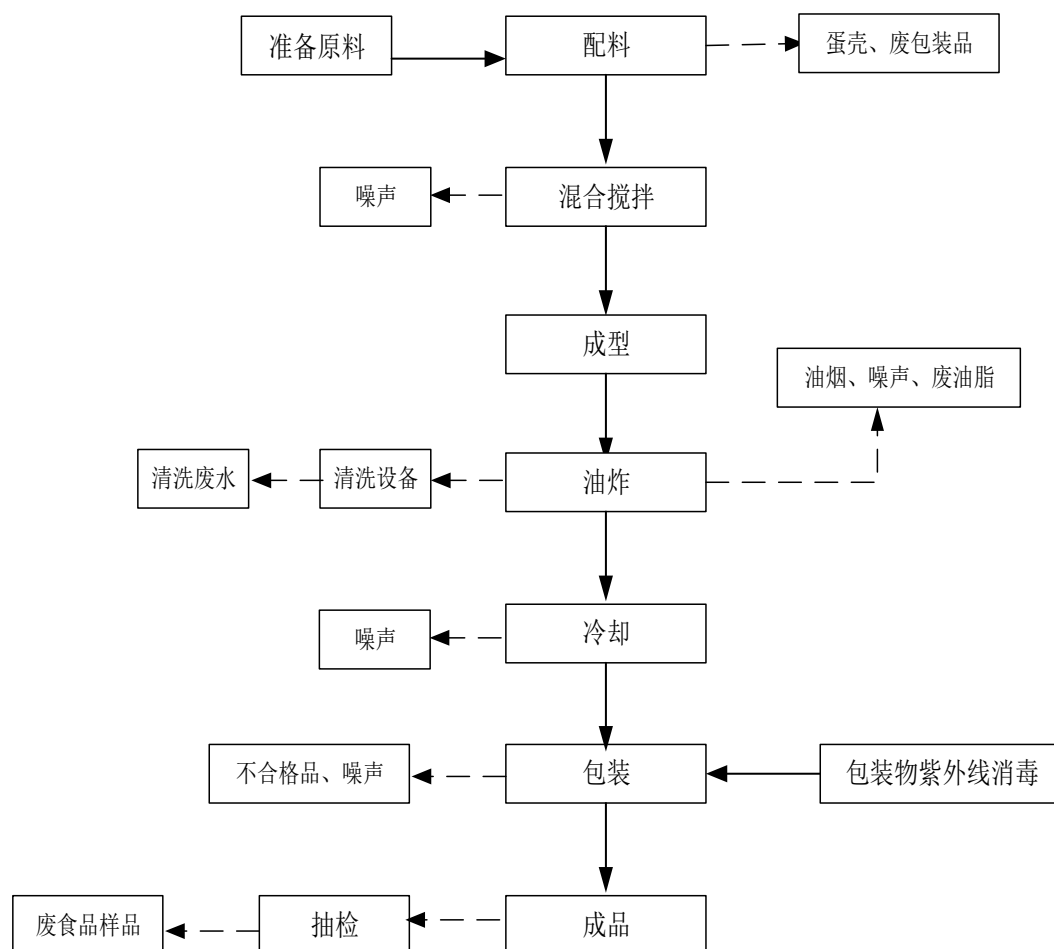 准备原料
配料
蛋壳、废包装品
噪声
混合搅拌
成型
油烟、噪声、废油脂
清洗废水
清洗设备
油炸
噪声
冷却
不合格品、噪声
包装
包装物紫外线消毒
废食品样品
抽检
成品